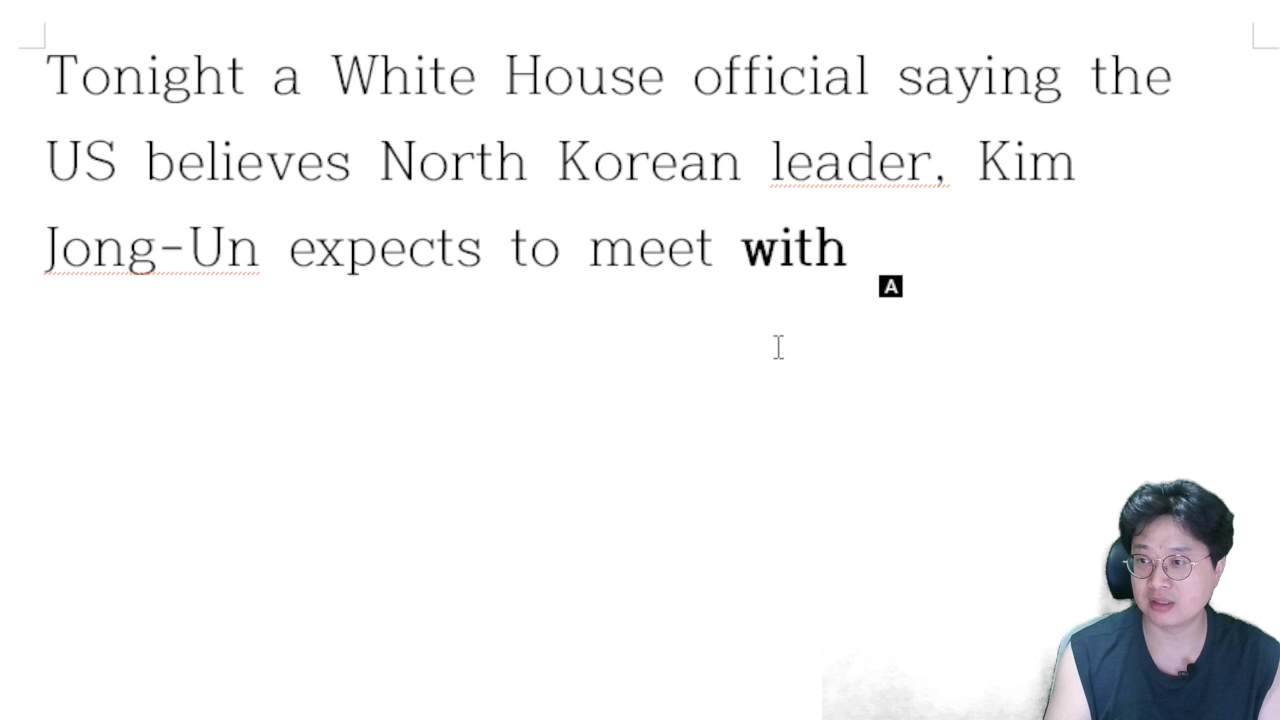 Tonight a White House official saying the
US believes North Korean leader, Kim
Jong-Un expects to meet with
A